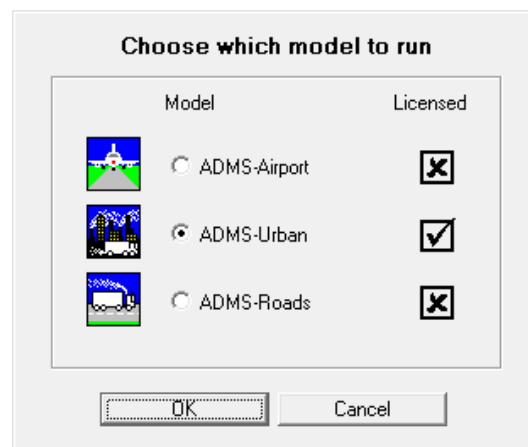 Choose which model to run
Model Licensed
ADMS-Airport
ADMS-Urban
ADMS-Roads
OK Cancel